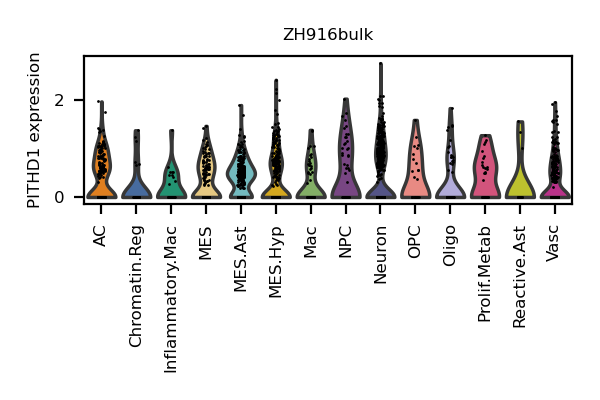 ZH916bulk
PITHD1 expression
2
0
AC
Chromatin.Reg
Inflammatory.Mac
MES
MES.Ast
MES.Hyp
Mac
NPC
Neuron
OPC
Oligo
Prolif.Metab
Reactive.Ast
Vasc